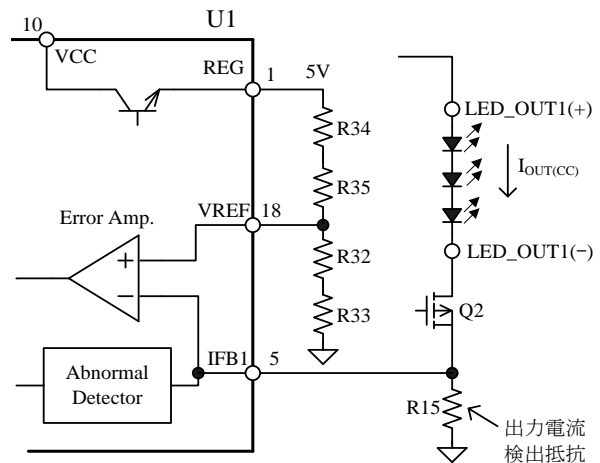 U1
10
VCC
REG
1
5V
R34
LED_OUT1(+)
R35
IOUT(CC)
Error Amp.
VREF
18
+
−
R32
LED_OUT1(−)
R33
Q2
IFB1
5
Abnormal
Detector
R15
出力電流
検出抵抗